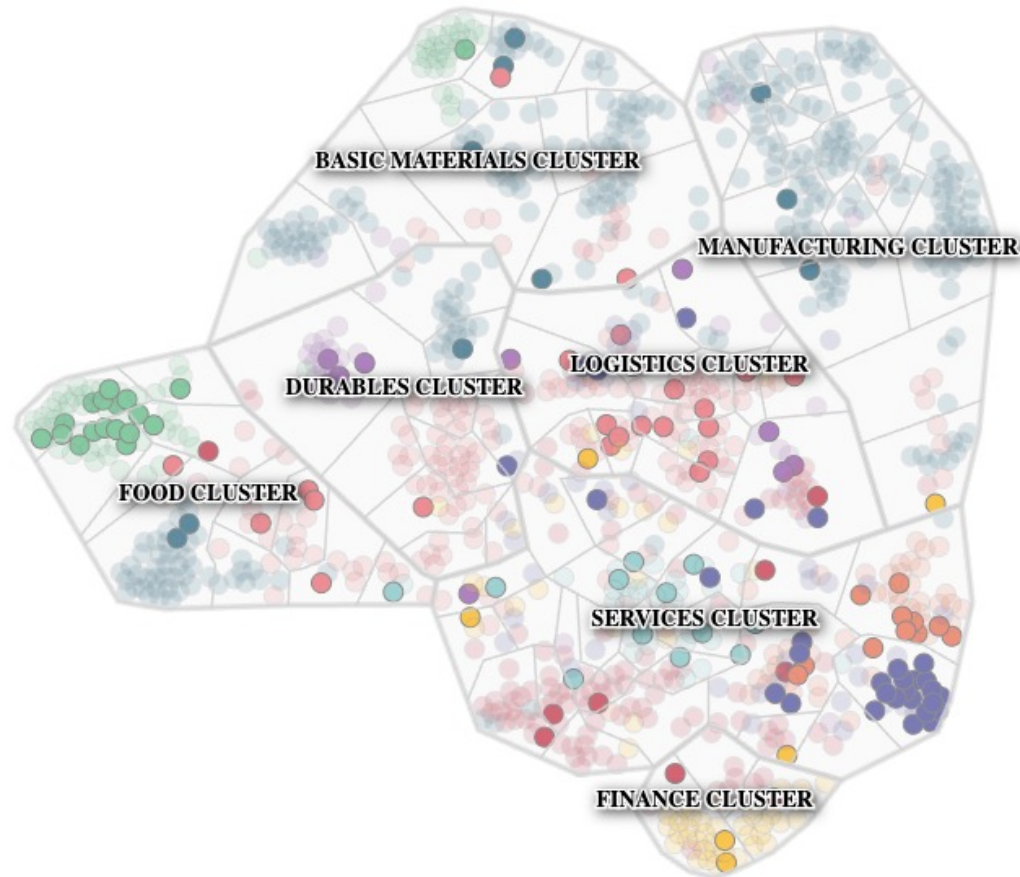 BASIC MATERIALS CLUSTER
MANUFACTURING CLUSTER
LOGISTICS CLUSTER
DURABLES CLUSTER
FOOD CLUSTER
SERVICES CLUSTER
FINANCE CLUSTER